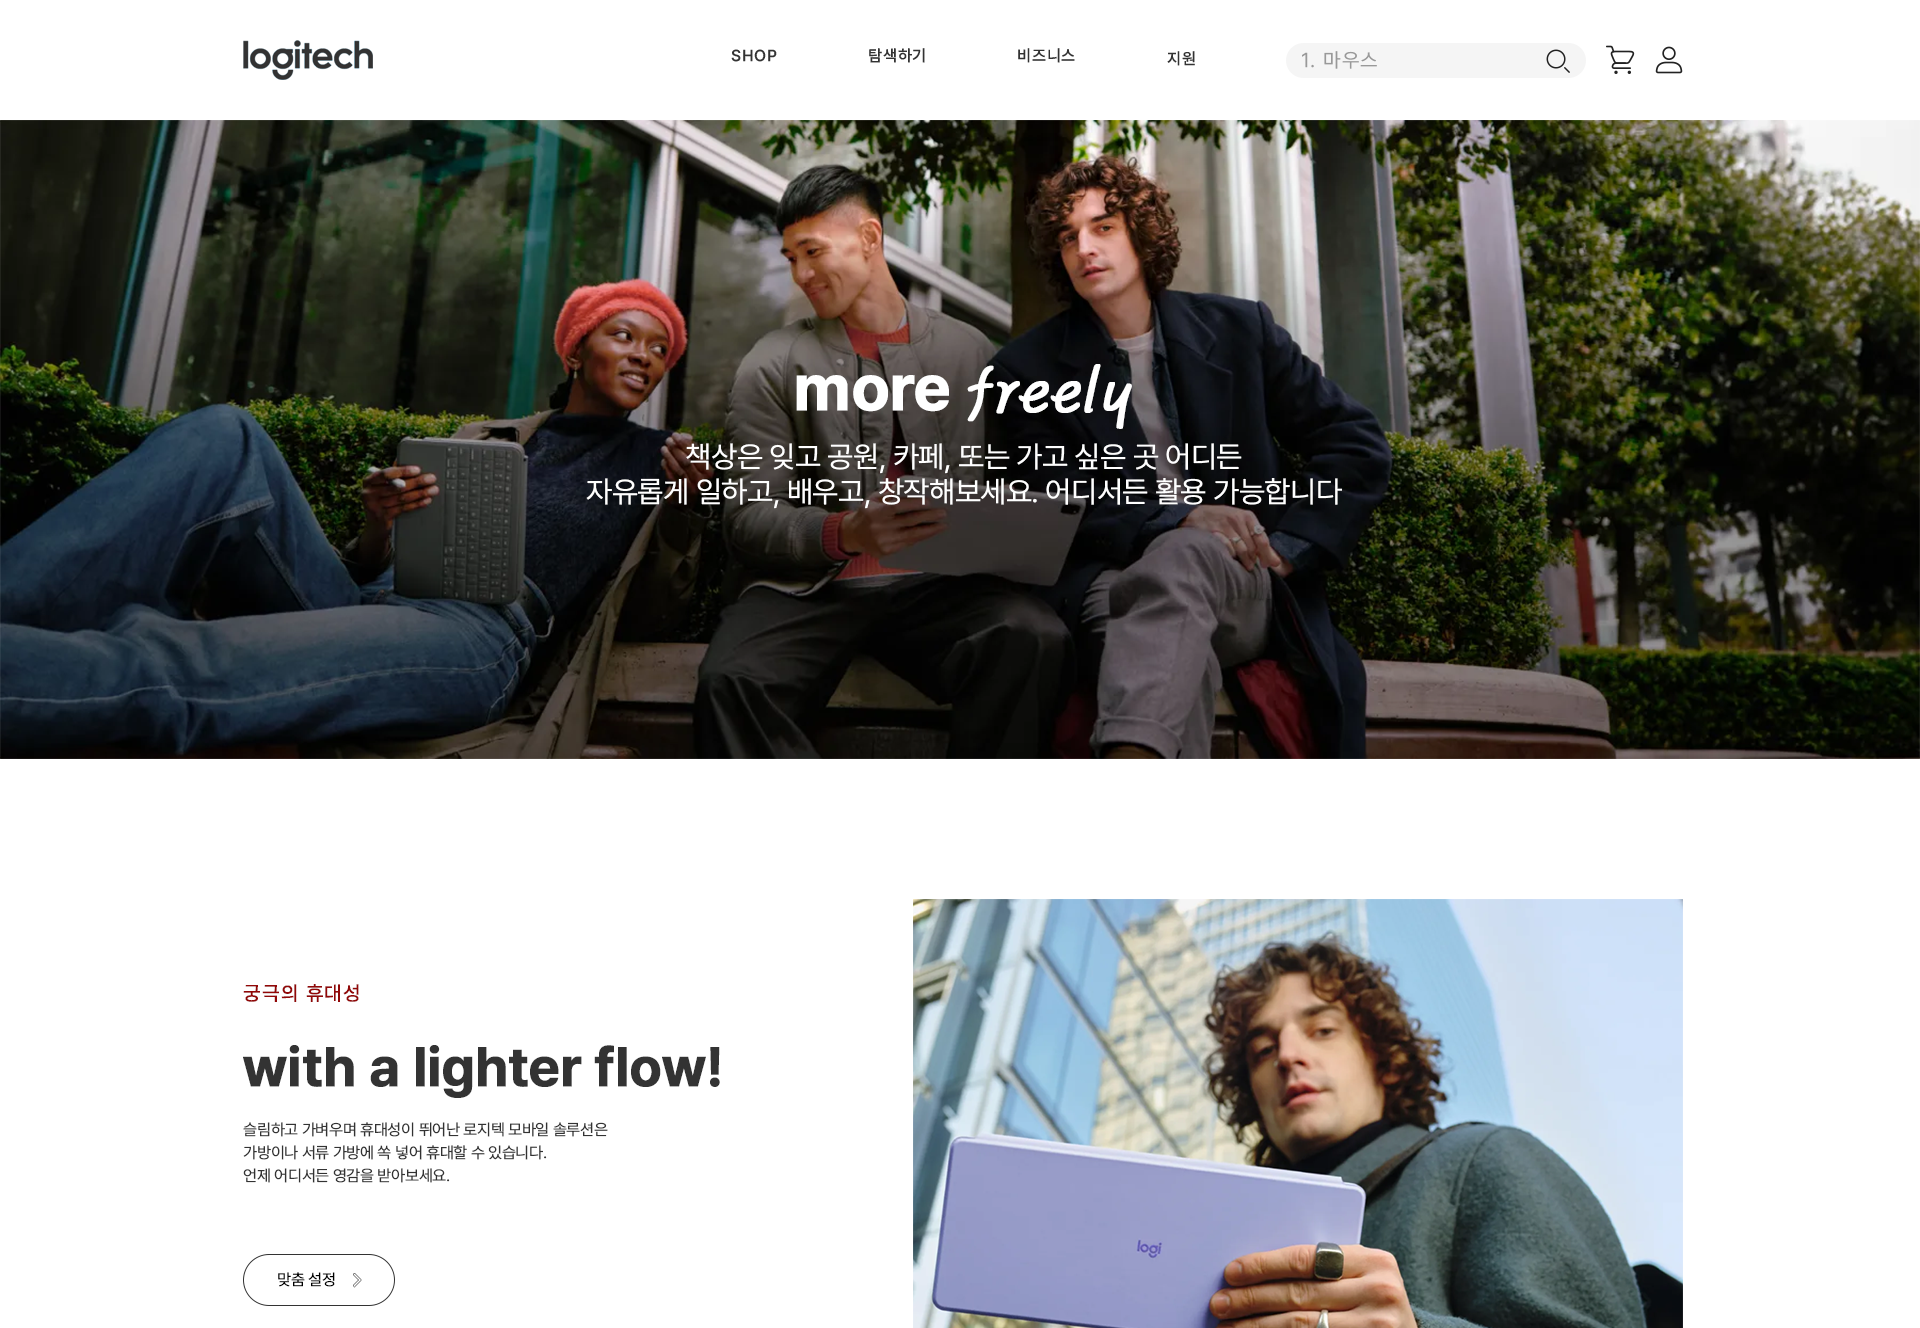 logitech
SHOP
탐색하기
비즈니스
지원
1. 마우스
more freely
책상은 잊고 공원, 카페, 또는 가고 싶은 곳 어디든
자유롭게 일하고, 배우고, 창작해보세요. 어디서든 활용 가능합니다
궁극의 휴대성
with a lighter flow!
슬림하고 가벼우며 휴대성이 뛰어난 로지텍 모바일 솔루션은
가방이나 서류 가방에 쏙 넣어 휴대할 수 있습니다.
언제 어디서든 영감을 받아보세요.
맞춤 설정
logi